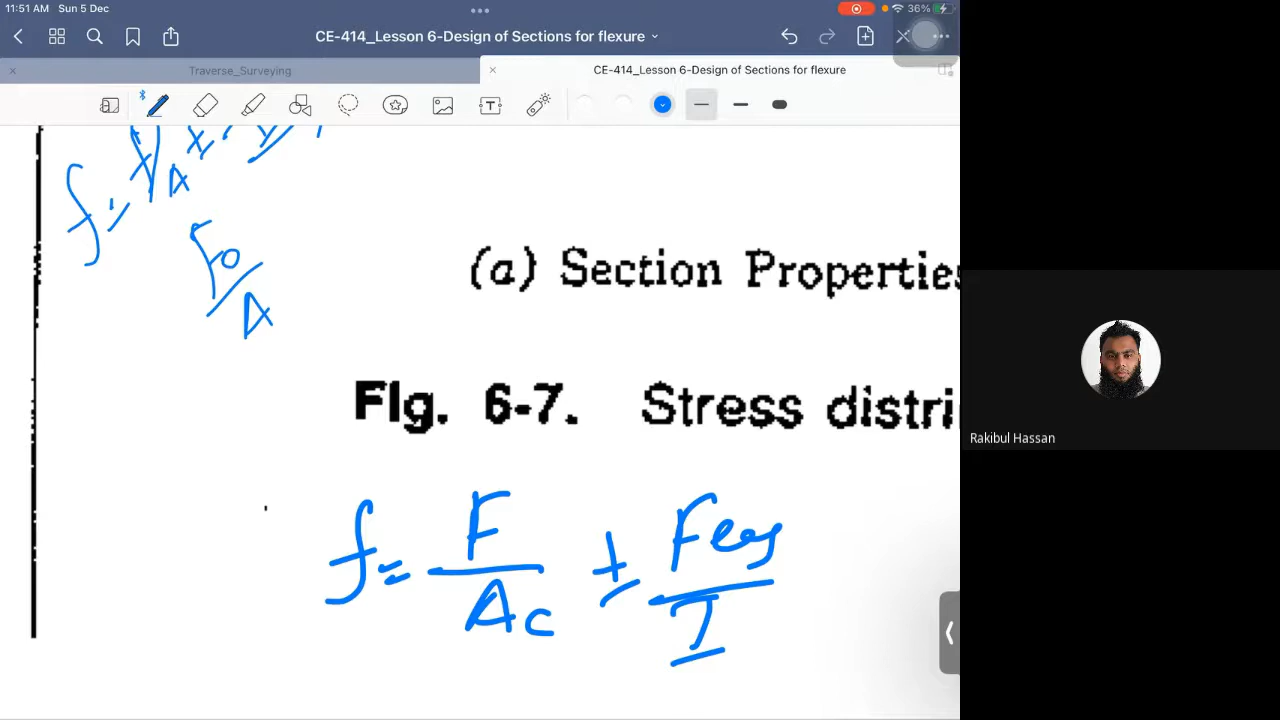 11:51 AM Sun 5 Dec
36%
CE-414_Lesson 6-Design of Sections for flexure
Traverse_Surveying
CE-414_Lesson 6-Design of Sections for flexure
T
f =
A
±
A
(a) Section Properties
Fig. 6-7. Stress distri
f = F/Ac ± Fey/I
Rakibul Hassan